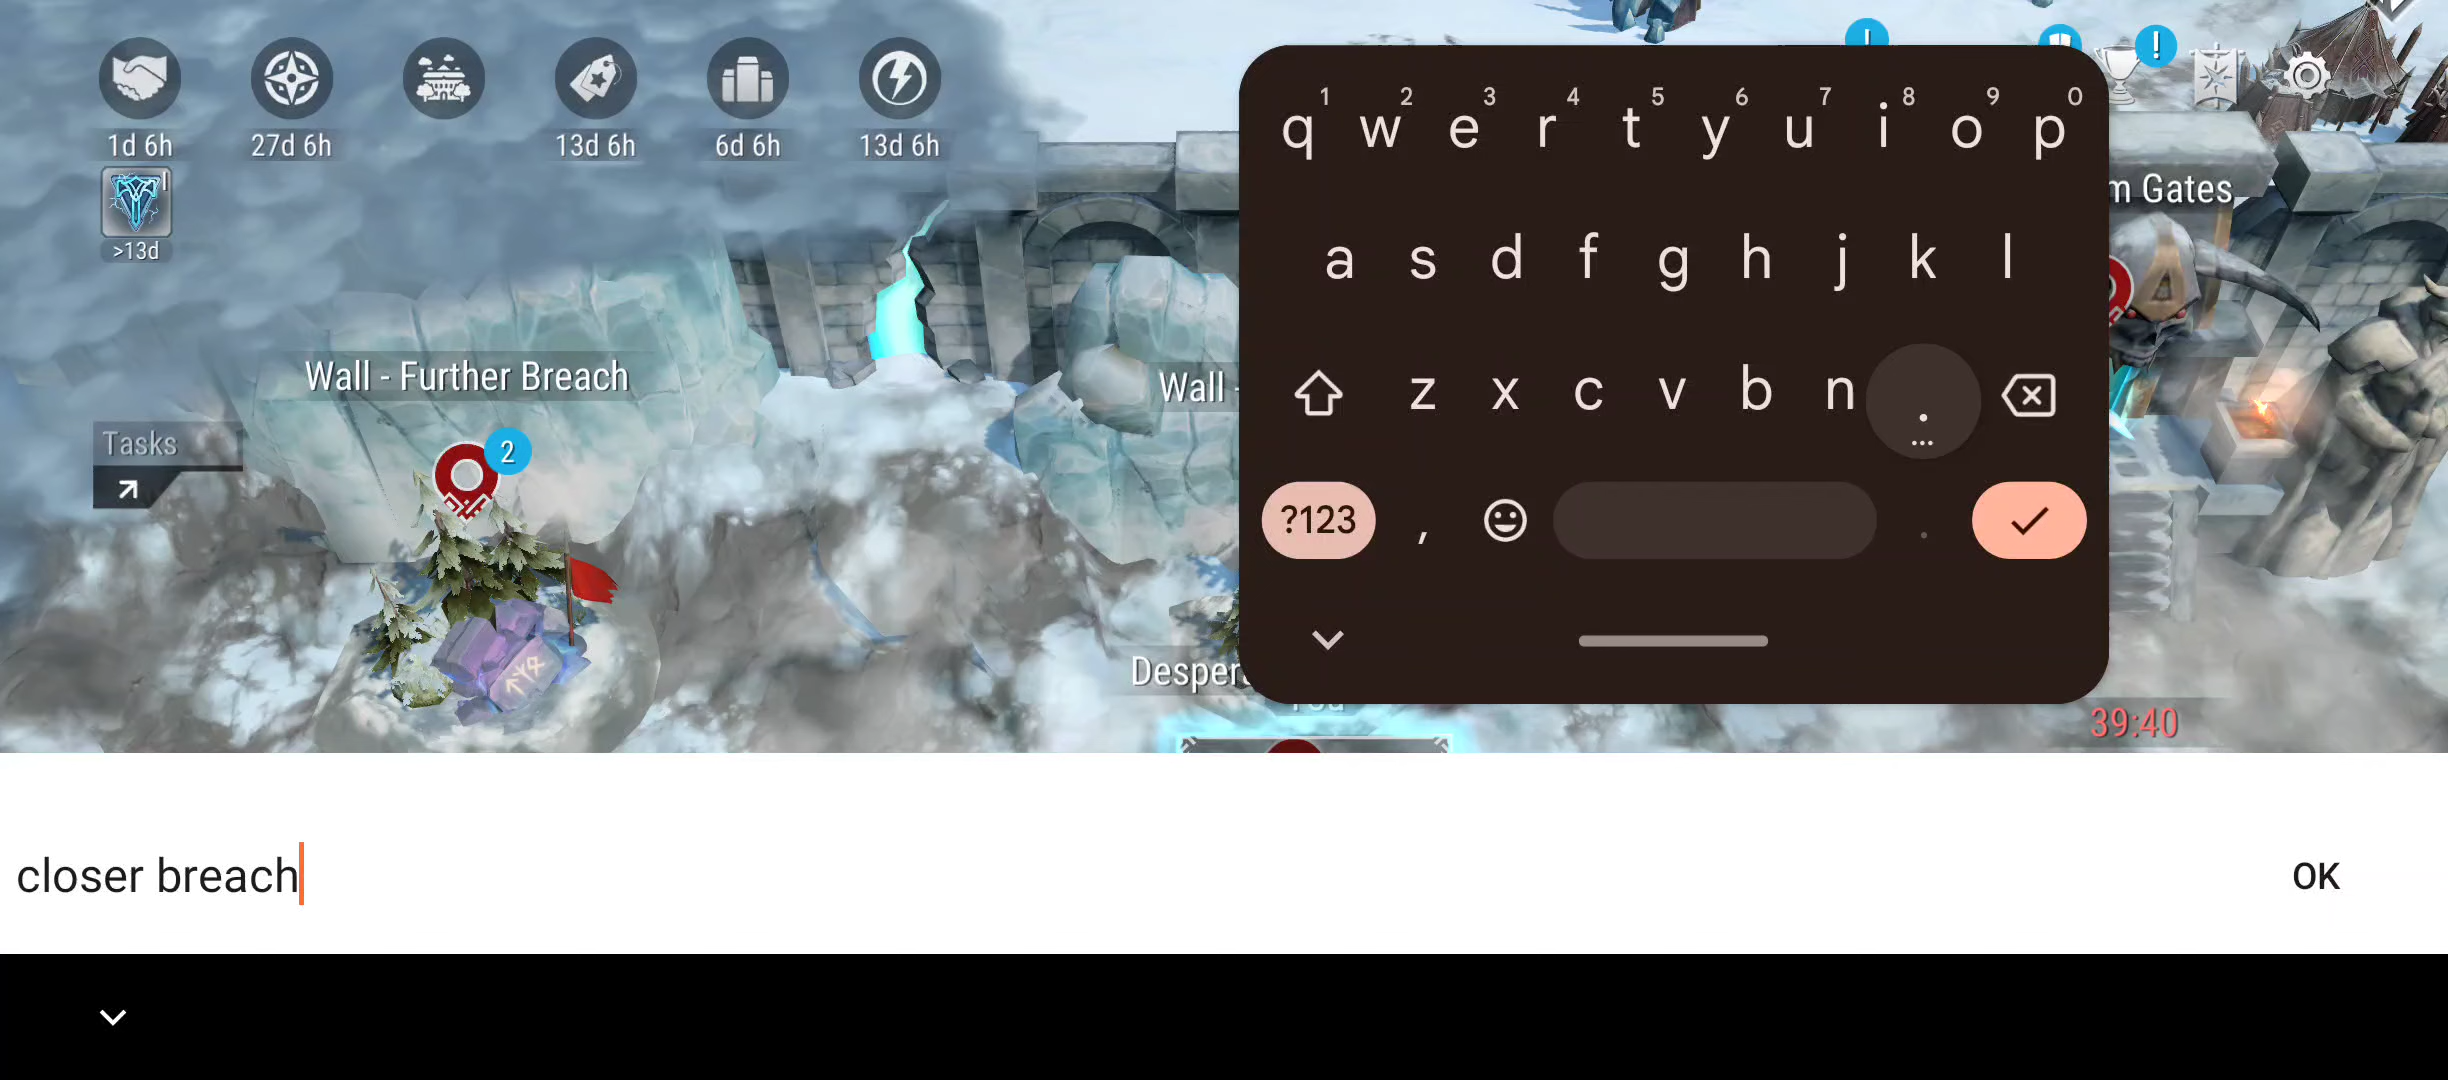 1d 6h
27d 6h
13d 6h
6d 6h
13d 6h
>13d
m Gates
Wall - Further Breach
Wall -
Tasks
2
Desper
39:40
1 2 3 4 5 6 7 8 9 0
q w e r t y u i o p
a s d f g h j k l
z x c v b n .
?123 , .
closer breach
OK